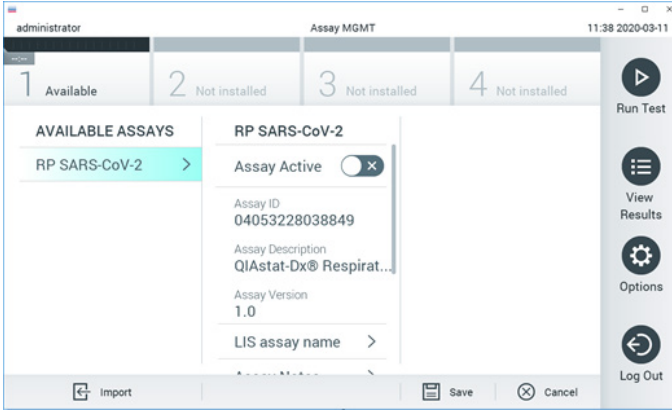 administrator Assay MGMT 11:38 2020-03-11
--:--
1 Available 2 Not installed 3 Not installed 4 Not installed
Run Test
AVAILABLE ASSAYS
RP SARS-CoV-2
RP SARS-CoV-2
Assay Active
Assay ID
04053228038849
Assay Description
QIAstat-Dx® Respirat...
Assay Version
1.0
LIS assay name
View
Results
Options
Log Out
Import Save Cancel